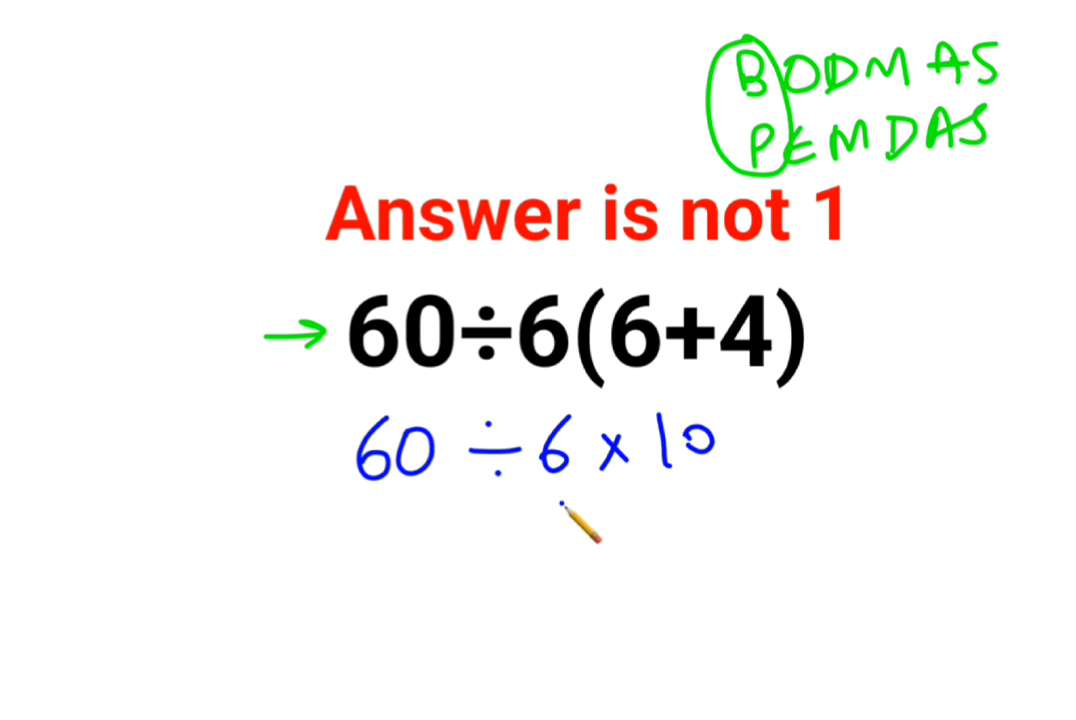 BODMAS
PEMDAS
Answer is not 1
→ 60÷6(6+4)
60 ÷ 6 × 10